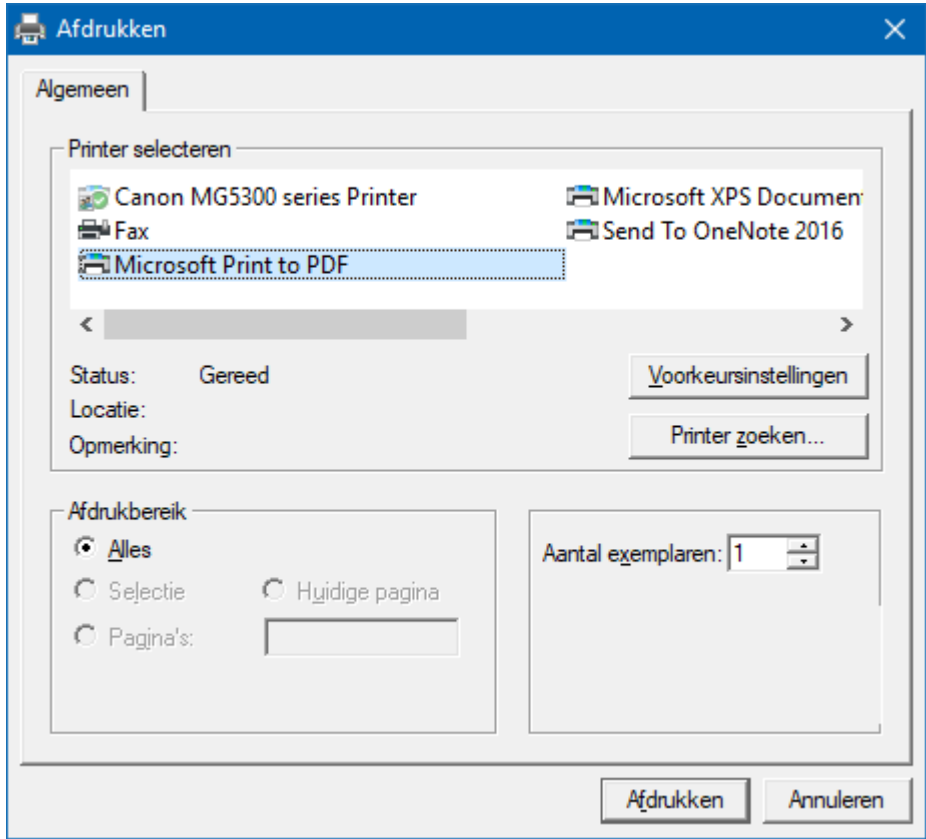 Afdrukken
Algemeen
Printer selecteren
Canon MG5300 series Printer
Microsoft XPS Documen
Fax
Send To OneNote 2016
Microsoft Print to PDF
Status: Gereed
Voorkeursinstellingen
Locatie:
Printer zoeken...
Opmerking:
Afdrukbereik
Alles
Aantal exemplaren: 1
Selectie
Huidige pagina
Pagina's:
Afdrukken
Annuleren